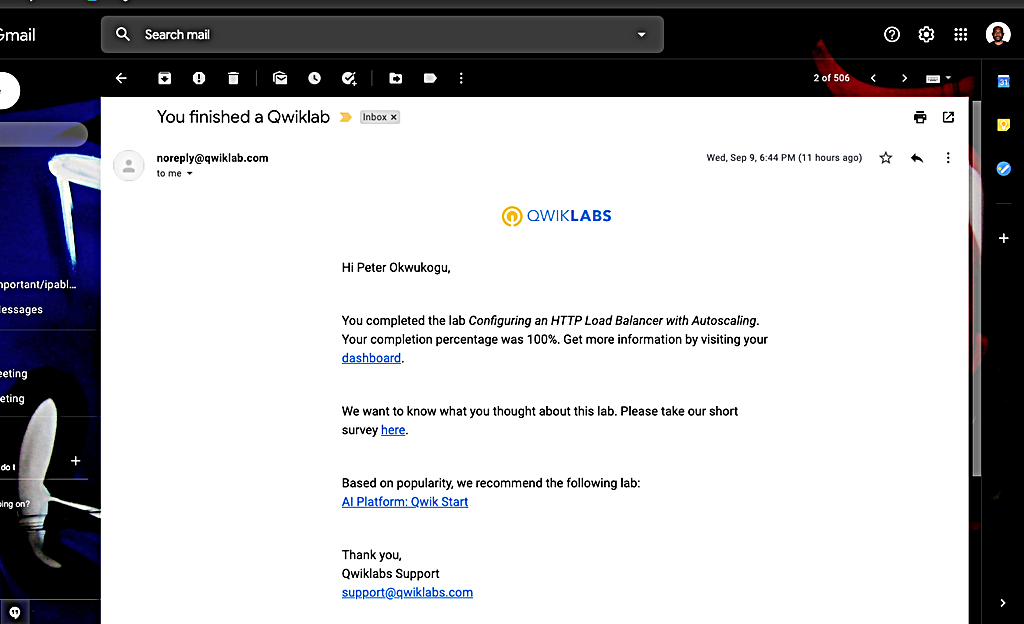 Gmail
Search mail
2 of 506
31
You finished a Qwiklab
Inbox ×
noreply@qwiklab.com
Wed, Sep 9, 6:44 PM (11 hours ago)
to me
QWIKLABS
Hi Peter Okwukogu,
mportant/ipabl...
lessages
You completed the lab Configuring an HTTP Load Balancer with Autoscaling.
Your completion percentage was 100%. Get more information by visiting your
dashboard.
eeting
eting
We want to know what you thought about this lab. Please take our short
survey here.
do I
Based on popularity, we recommend the following lab:
AI Platform: Qwik Start
ing on?
Thank you,
Qwiklabs Support
support@qwiklabs.com